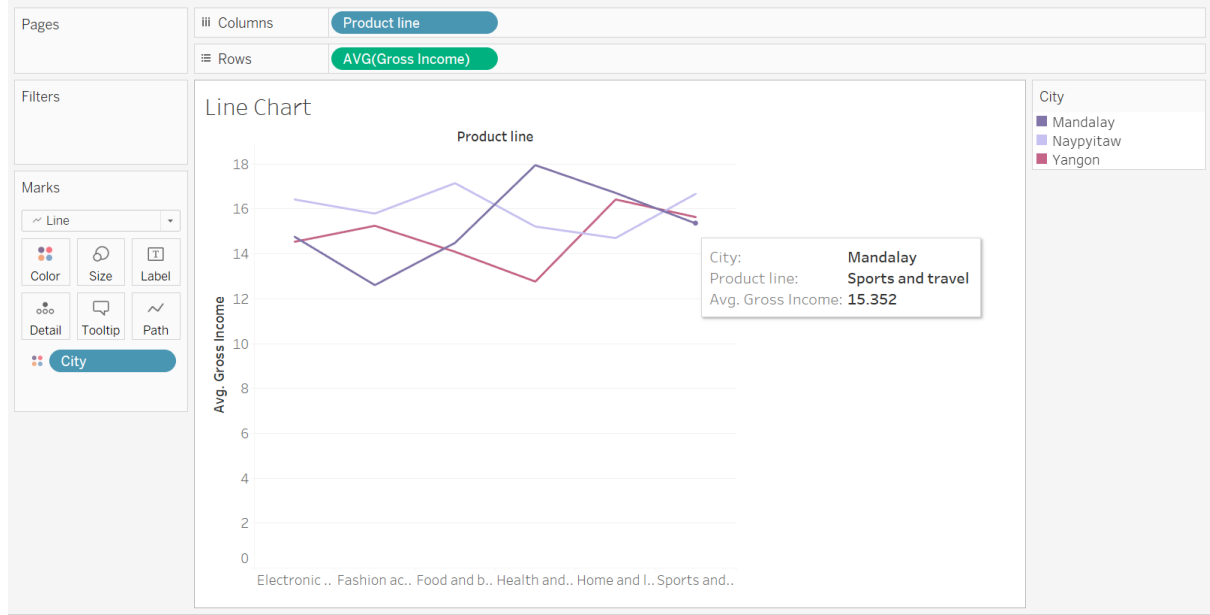 Pages
Columns
Product line
Rows
AVG(Gross Income)
Filters
Marks
Line
Color
Size
T
Label
Detail
Tooltip
Path
City
Line Chart
Product line
18
16
14
12
10
8
6
4
2
0
Avg. Gross Income
Electronic .. Fashion ac.. Food and b.. Health and.. Home and l.. Sports and..
City: Mandalay
Product line: Sports and travel
Avg. Gross Income: 15.352
City
Mandalay
Naypyitaw
Yangon